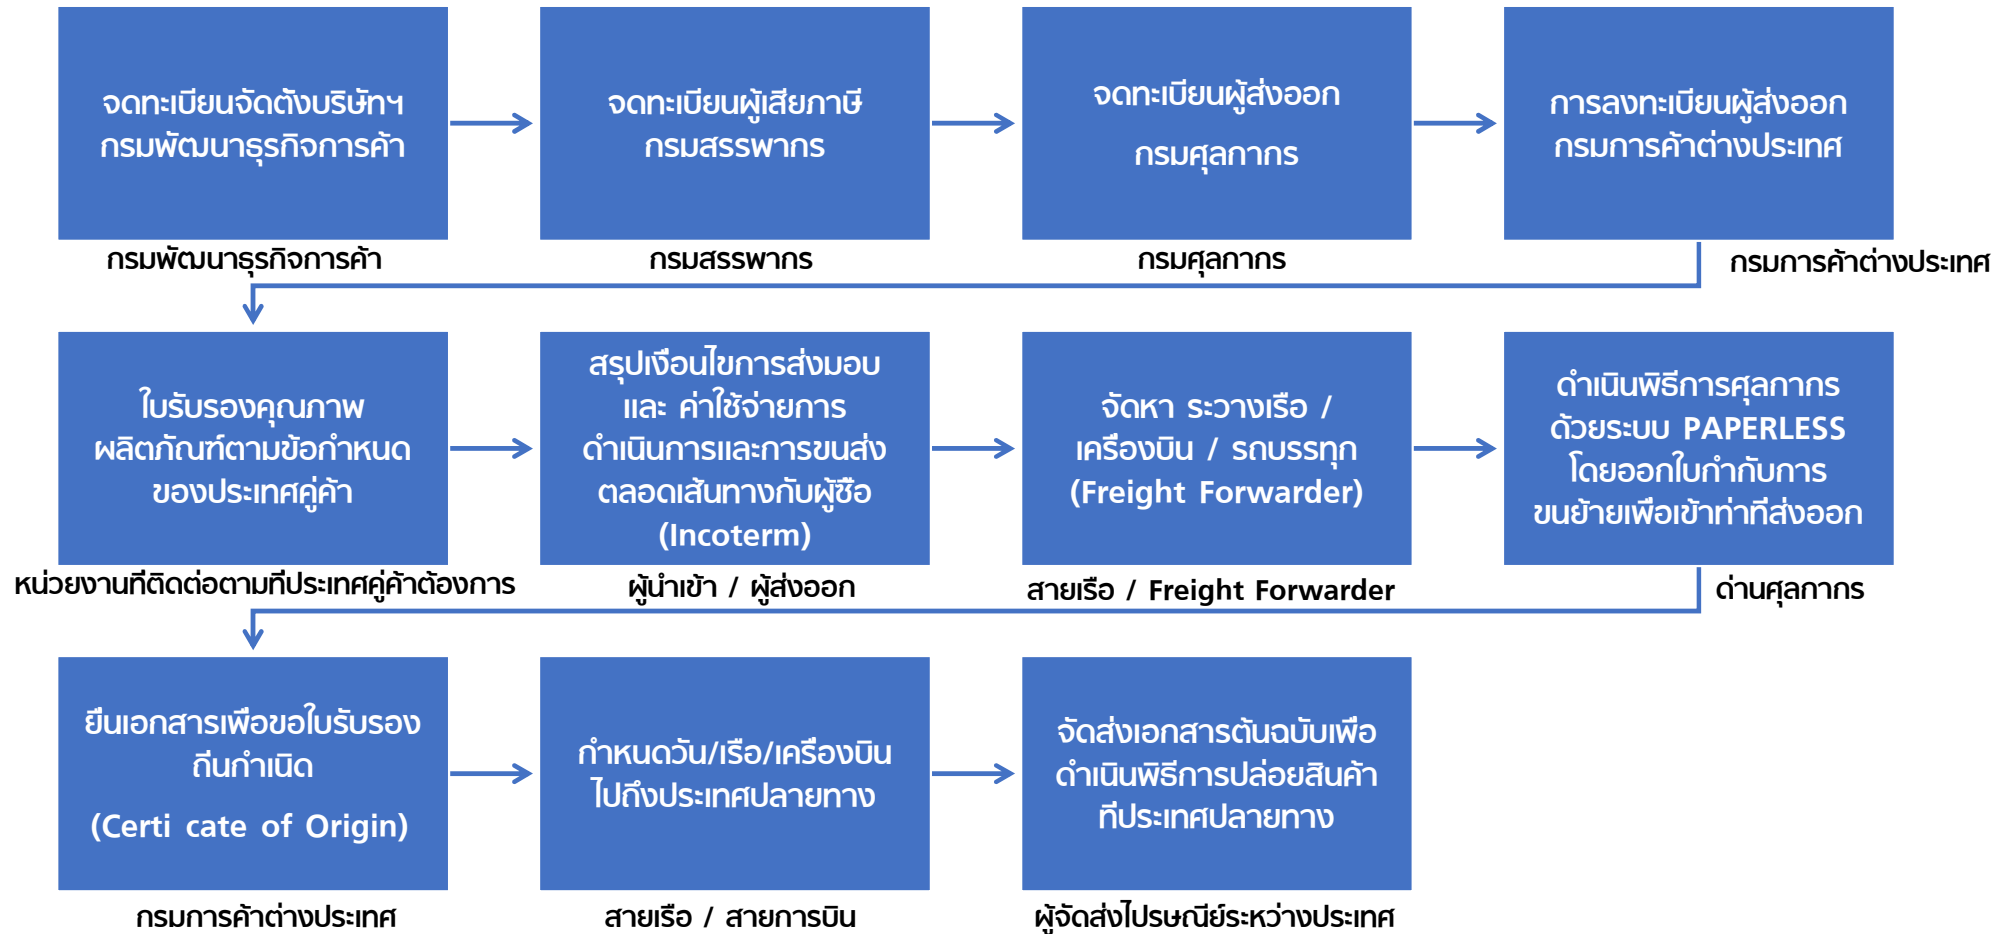 จดทะเบียนจัดตั้งบริษัทฯ
กรมพัฒนาธุรกิจการค้า
กรมพัฒนาธุรกิจการค้า
จดทะเบียนผู้เสียภาษี
กรมสรรพากร
กรมสรรพากร
จดทะเบียนผู้ส่งออก
กรมศุลกากร
กรมศุลกากร
การลงทะเบียนผู้ส่งออก
กรมการค้าต่างประเทศ
กรมการค้าต่างประเทศ
ใบรับรองคุณภาพ
ผลิตภัณฑ์ตามข้อกำหนด
ของประเทศคู่ค้า
หน่วยงานที่ติดต่อตามที่ประเทศคู่ค้าต้องการ
สรุปเงื่อนไขการส่งมอบ
และ ค่าใช้จ่ายการ
ดำเนินการและการขนส่ง
ตลอดเส้นทางกับผู้ซื้อ
(Incoterm)
ผู้นำเข้า / ผู้ส่งออก
จัดหา ระวางเรือ /
เครื่องบิน / รถบรรทุก
(Freight Forwarder)
สายเรือ / Freight Forwarder
ดำเนินพิธีการศุลกากร
ด้วยระบบ PAPERLESS
โดยออกใบกำกับการ
ขนย้ายเพื่อเข้าท่าที่ส่งออก
ด่านศุลกากร
ยื่นเอกสารเพื่อขอใบรับรอง
ถิ่นกำเนิด
(Certi cate of Origin)
กรมการค้าต่างประเทศ
กำหนดวัน/เรือ/เครื่องบิน
ไปถึงประเทศปลายทาง
สายเรือ / สายการบิน
จัดส่งเอกสารต้นฉบับเพื่อ
ดำเนินพิธีการปล่อยสินค้า
ที่ประเทศปลายทาง
ผู้จัดส่งไปรษณีย์ระหว่างประเทศ